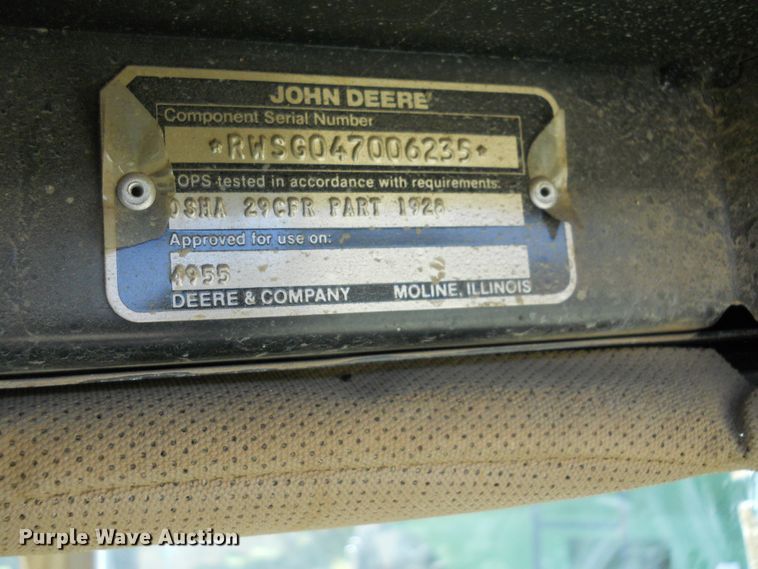 JOHN DEERE
Component Serial Number
*RWSG047006235*
OPS tested in accordance with requirements:
OSHA 29CFR PART 1928
Approved for use on:
4955
DEERE & COMPANY MOLINE, ILLINOIS
Purple Wave Auction